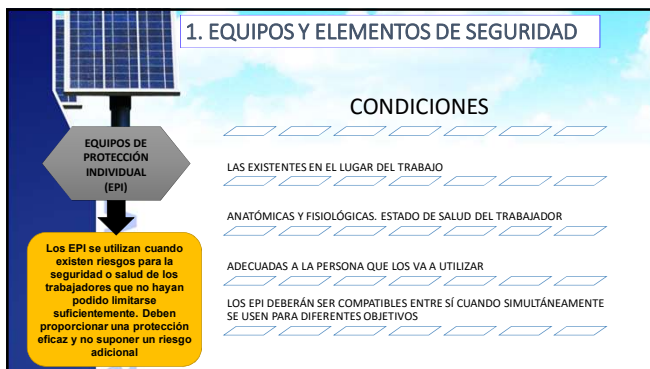 1. EQUIPOS Y ELEMENTOS DE SEGURIDAD
EQUIPOS DE
PROTECCIÓN
INDIVIDUAL
(EPI)
Los EPI se utilizan cuando
existen riesgos para la
seguridad o salud de los
trabajadores que no hayan
podido limitarse
suficientemente. Deben
proporcionar una protección
eficaz y no suponer un riesgo
adicional
CONDICIONES
LAS EXISTENTES EN EL LUGAR DEL TRABAJO
ANATÓMICAS Y FISIOLÓGICAS. ESTADO DE SALUD DEL TRABAJADOR
ADECUADAS A LA PERSONA QUE LOS VA A UTILIZAR
LOS EPI DEBERÁN SER COMPATIBLES ENTRE SÍ CUANDO SIMULTÁNEAMENTE
SE USEN PARA DIFERENTES OBJETIVOS